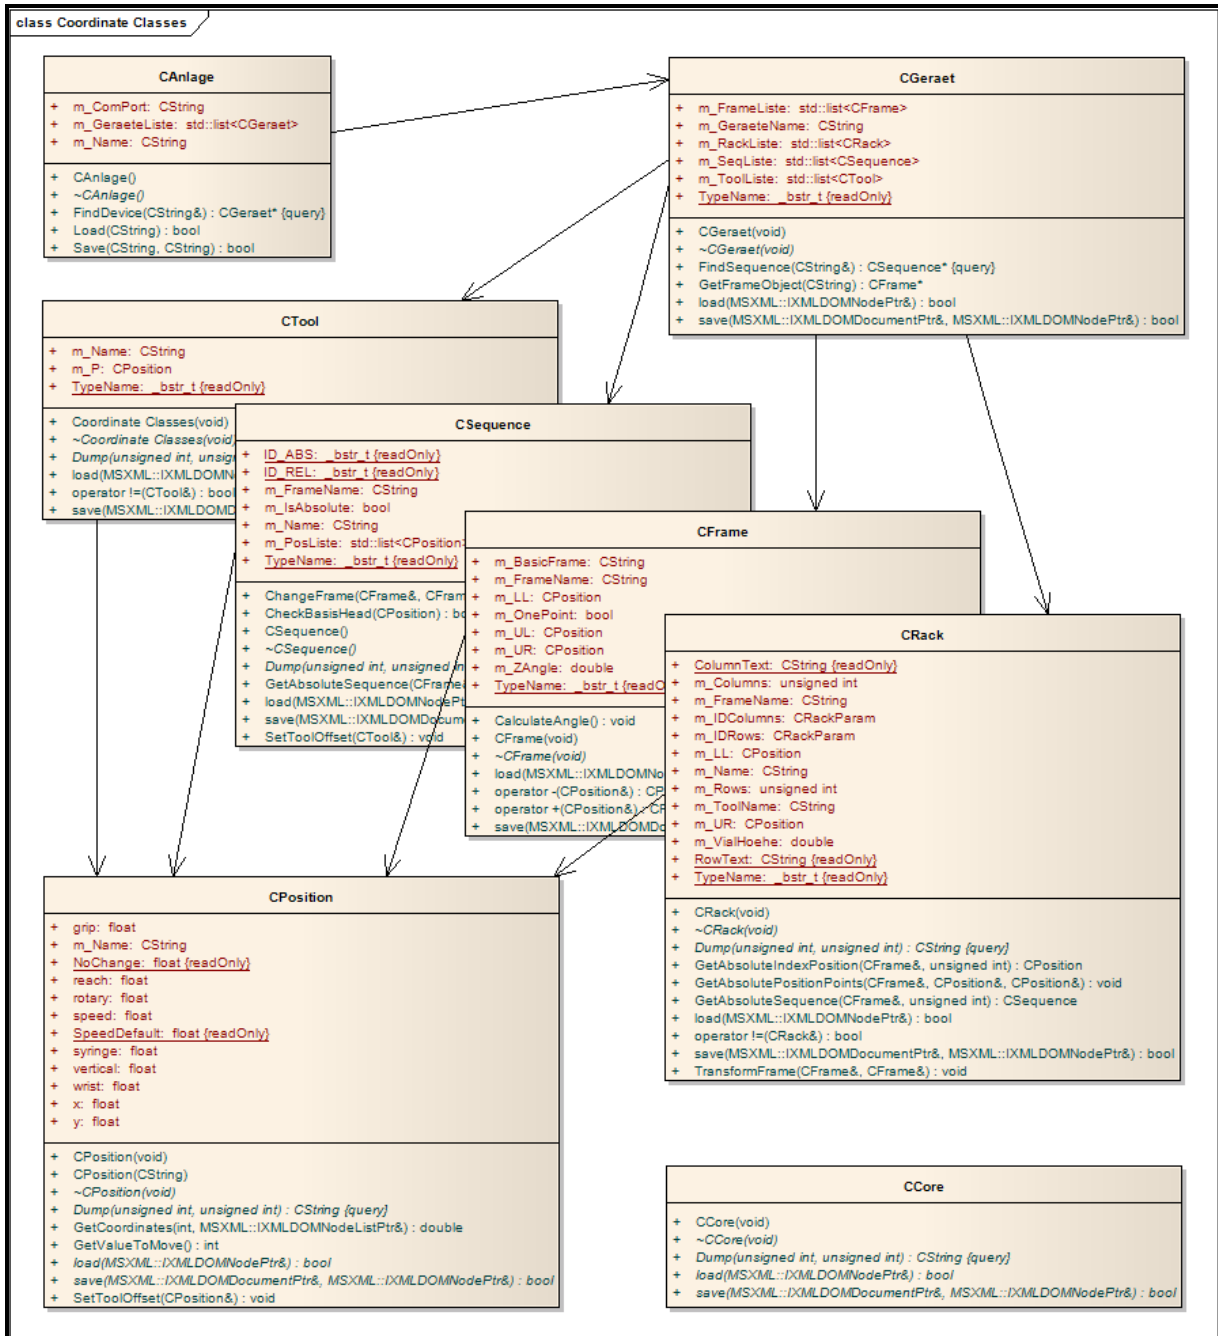 class Coordinate Classes
CAnlage
+ m_ComPort: CString
+ m_GeraeteListe: std::list<CGeraet>
+ m_Name: CString
+ CAnlage()
+ ~CAnlage()
+ FindDevice(CString&) : CGeraet* {query}
+ Load(CString) : bool
+ Save(CString, CString) : bool
CGeraet
+ m_FrameListe: std::list<CFrame>
+ m_GeraeteName: CString
+ m_RackListe: std::list<CRack>
+ m_SeqListe: std::list<CSequence>
+ m_ToolListe: std::list<CTool>
+ TypeName: _bstr_t {readOnly}
+ CGeraet(void)
+ ~CGeraet(void)
+ FindSequence(CString&) : CSequence* {query}
+ GetFrameObject(CString) : CFrame*
+ load(MSXML::IXMLDOMNodePtr&) : bool
+ save(MSXML::IXMLDOMDocumentPtr&, MSXML::IXMLDOMNodePtr&) : bool
CTool
+ m_Name: CString
+ m_P: CPosition
+ TypeName: _bstr_t {readOnly}
+ Coordinate Classes(void)
+ ~Coordinate Classes(void)
+ Dump(unsigned int, unsig
+ load(MSXML::IXMLDOMN
+ operator !=(CTool&) : bool
+ save(MSXML::IXMLDOMD
CSequence
+ ID_ABS: _bstr_t {readOnly}
+ ID_REL: _bstr_t {readOnly}
+ m_FrameName: CString
+ m_IsAbsolute: bool
+ m_Name: CString
+ m_PosListe: std::list<CPosition>
+ TypeName: _bstr_t {readOnly}
+ ChangeFrame(CFrame&, CFram
+ CheckBasisHead(CPosition) : bo
+ CSequence()
+ ~CSequence()
+ Dump(unsigned int, unsigned in
+ GetAbsoluteSequence(CFrame&
+ load(MSXML::IXMLDOMNodePtr
+ save(MSXML::IXMLDOMDocum
+ SetToolOffset(CTool&) : void
CFrame
+ m_BasicFrame: CString
+ m_FrameName: CString
+ m_LL: CPosition
+ m_OnePoint: bool
+ m_UL: CPosition
+ m_UR: CPosition
+ m_ZAngle: double
+ TypeName: _bstr_t {readO
+ CalculateAngle() : void
+ CFrame(void)
+ ~CFrame(void)
+ load(MSXML::IXMLDOMNo
+ operator -(CPosition&) : CP
+ operator +(CPosition&) : CF
+ save(MSXML::IXMLDOMDo
CRack
+ ColumnText: CString {readOnly}
+ m_Columns: unsigned int
+ m_FrameName: CString
+ m_IDColumns: CRackParam
+ m_IDRows: CRackParam
+ m_LL: CPosition
+ m_Name: CString
+ m_Rows: unsigned int
+ m_ToolName: CString
+ m_UR: CPosition
+ m_VialHoehe: double
+ RowText: CString {readOnly}
+ TypeName: _bstr_t {readOnly}
+ CRack(void)
+ ~CRack(void)
+ Dump(unsigned int, unsigned int) : CString {query}
+ GetAbsoluteIndexPosition(CFrame&, unsigned int) : CPosition
+ GetAbsolutePositionPoints(CFrame&, CPosition&, CPosition&) : void
+ GetAbsoluteSequence(CFrame&, unsigned int) : CSequence
+ load(MSXML::IXMLDOMNodePtr&) : bool
+ operator !=(CRack&) : bool
+ save(MSXML::IXMLDOMDocumentPtr&, MSXML::IXMLDOMNodePtr&) : bool
+ TransformFrame(CFrame&, CFrame&) : void
CPosition
+ grip: float
+ m_Name: CString
+ NoChange: float {readOnly}
+ reach: float
+ rotary: float
+ speed: float
+ SpeedDefault: float {readOnly}
+ syringe: float
+ vertical: float
+ wrist: float
+ x: float
+ y: float
+ CPosition(void)
+ CPosition(CString)
+ ~CPosition(void)
+ Dump(unsigned int, unsigned int) : CString {query}
+ GetCoordinates(int, MSXML::IXMLDOMNodeListPtr&) : double
+ GetValueToMove() : int
+ load(MSXML::IXMLDOMNodePtr&) : bool
+ save(MSXML::IXMLDOMDocumentPtr&, MSXML::IXMLDOMNodePtr&) : bool
+ SetToolOffset(CPosition&) : void
CCore
+ CCore(void)
+ ~CCore(void)
+ Dump(unsigned int, unsigned int) : CString {query}
+ load(MSXML::IXMLDOMNodePtr&) : bool
+ save(MSXML::IXMLDOMDocumentPtr&, MSXML::IXMLDOMNodePtr&) : bool